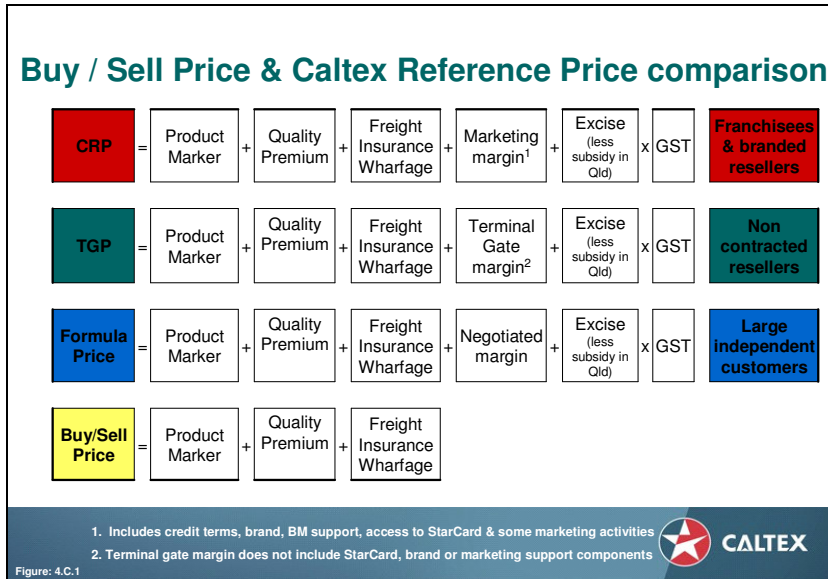 Buy / Sell Price & Caltex Reference Price comparison
CRP
=
Product
Marker
+
Quality
Premium
+
Freight
Insurance
Wharfage
+
Marketing
margin1
+
Excise
(less
subsidy in
Qld)
x
GST
Franchisees
& branded
resellers
TGP
=
Product
Marker
+
Quality
Premium
+
Freight
Insurance
Wharfage
+
Terminal
Gate
margin2
+
Excise
(less
subsidy in
Qld)
x
GST
Non
contracted
resellers
Formula
Price
=
Product
Marker
+
Quality
Premium
+
Freight
Insurance
Wharfage
+
Negotiated
margin
+
Excise
(less
subsidy in
Qld)
x
GST
Large
independent
customers
Buy/Sell
Price
=
Product
Marker
+
Quality
Premium
+
Freight
Insurance
Wharfage
1. Includes credit terms, brand, BM support, access to StarCard & some marketing activities
2. Terminal gate margin does not include StarCard, brand or marketing support components
CALTEX
Figure: 4.C.1